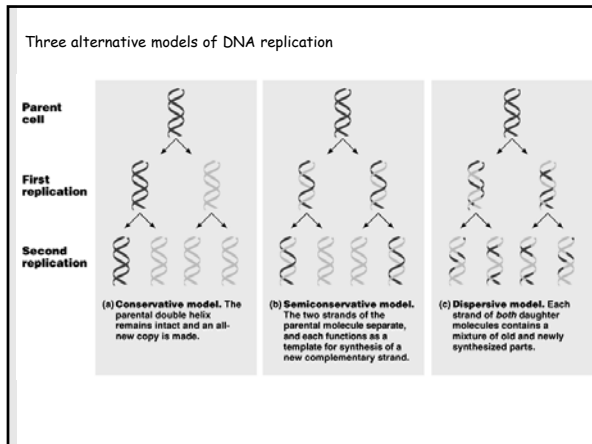 Three alternative models of DNA replication
Parent
cell
First
replication
Second
replication
(a) Conservative model. The
parental double helix
remains intact and an all-
new copy is made.
(b) Semiconservative model.
The two strands of the
parental molecule separate,
and each functions as a
template for synthesis of a
new complementary strand.
(c) Dispersive model. Each
strand of both daughter
molecules contains a
mixture of old and newly
synthesized parts.